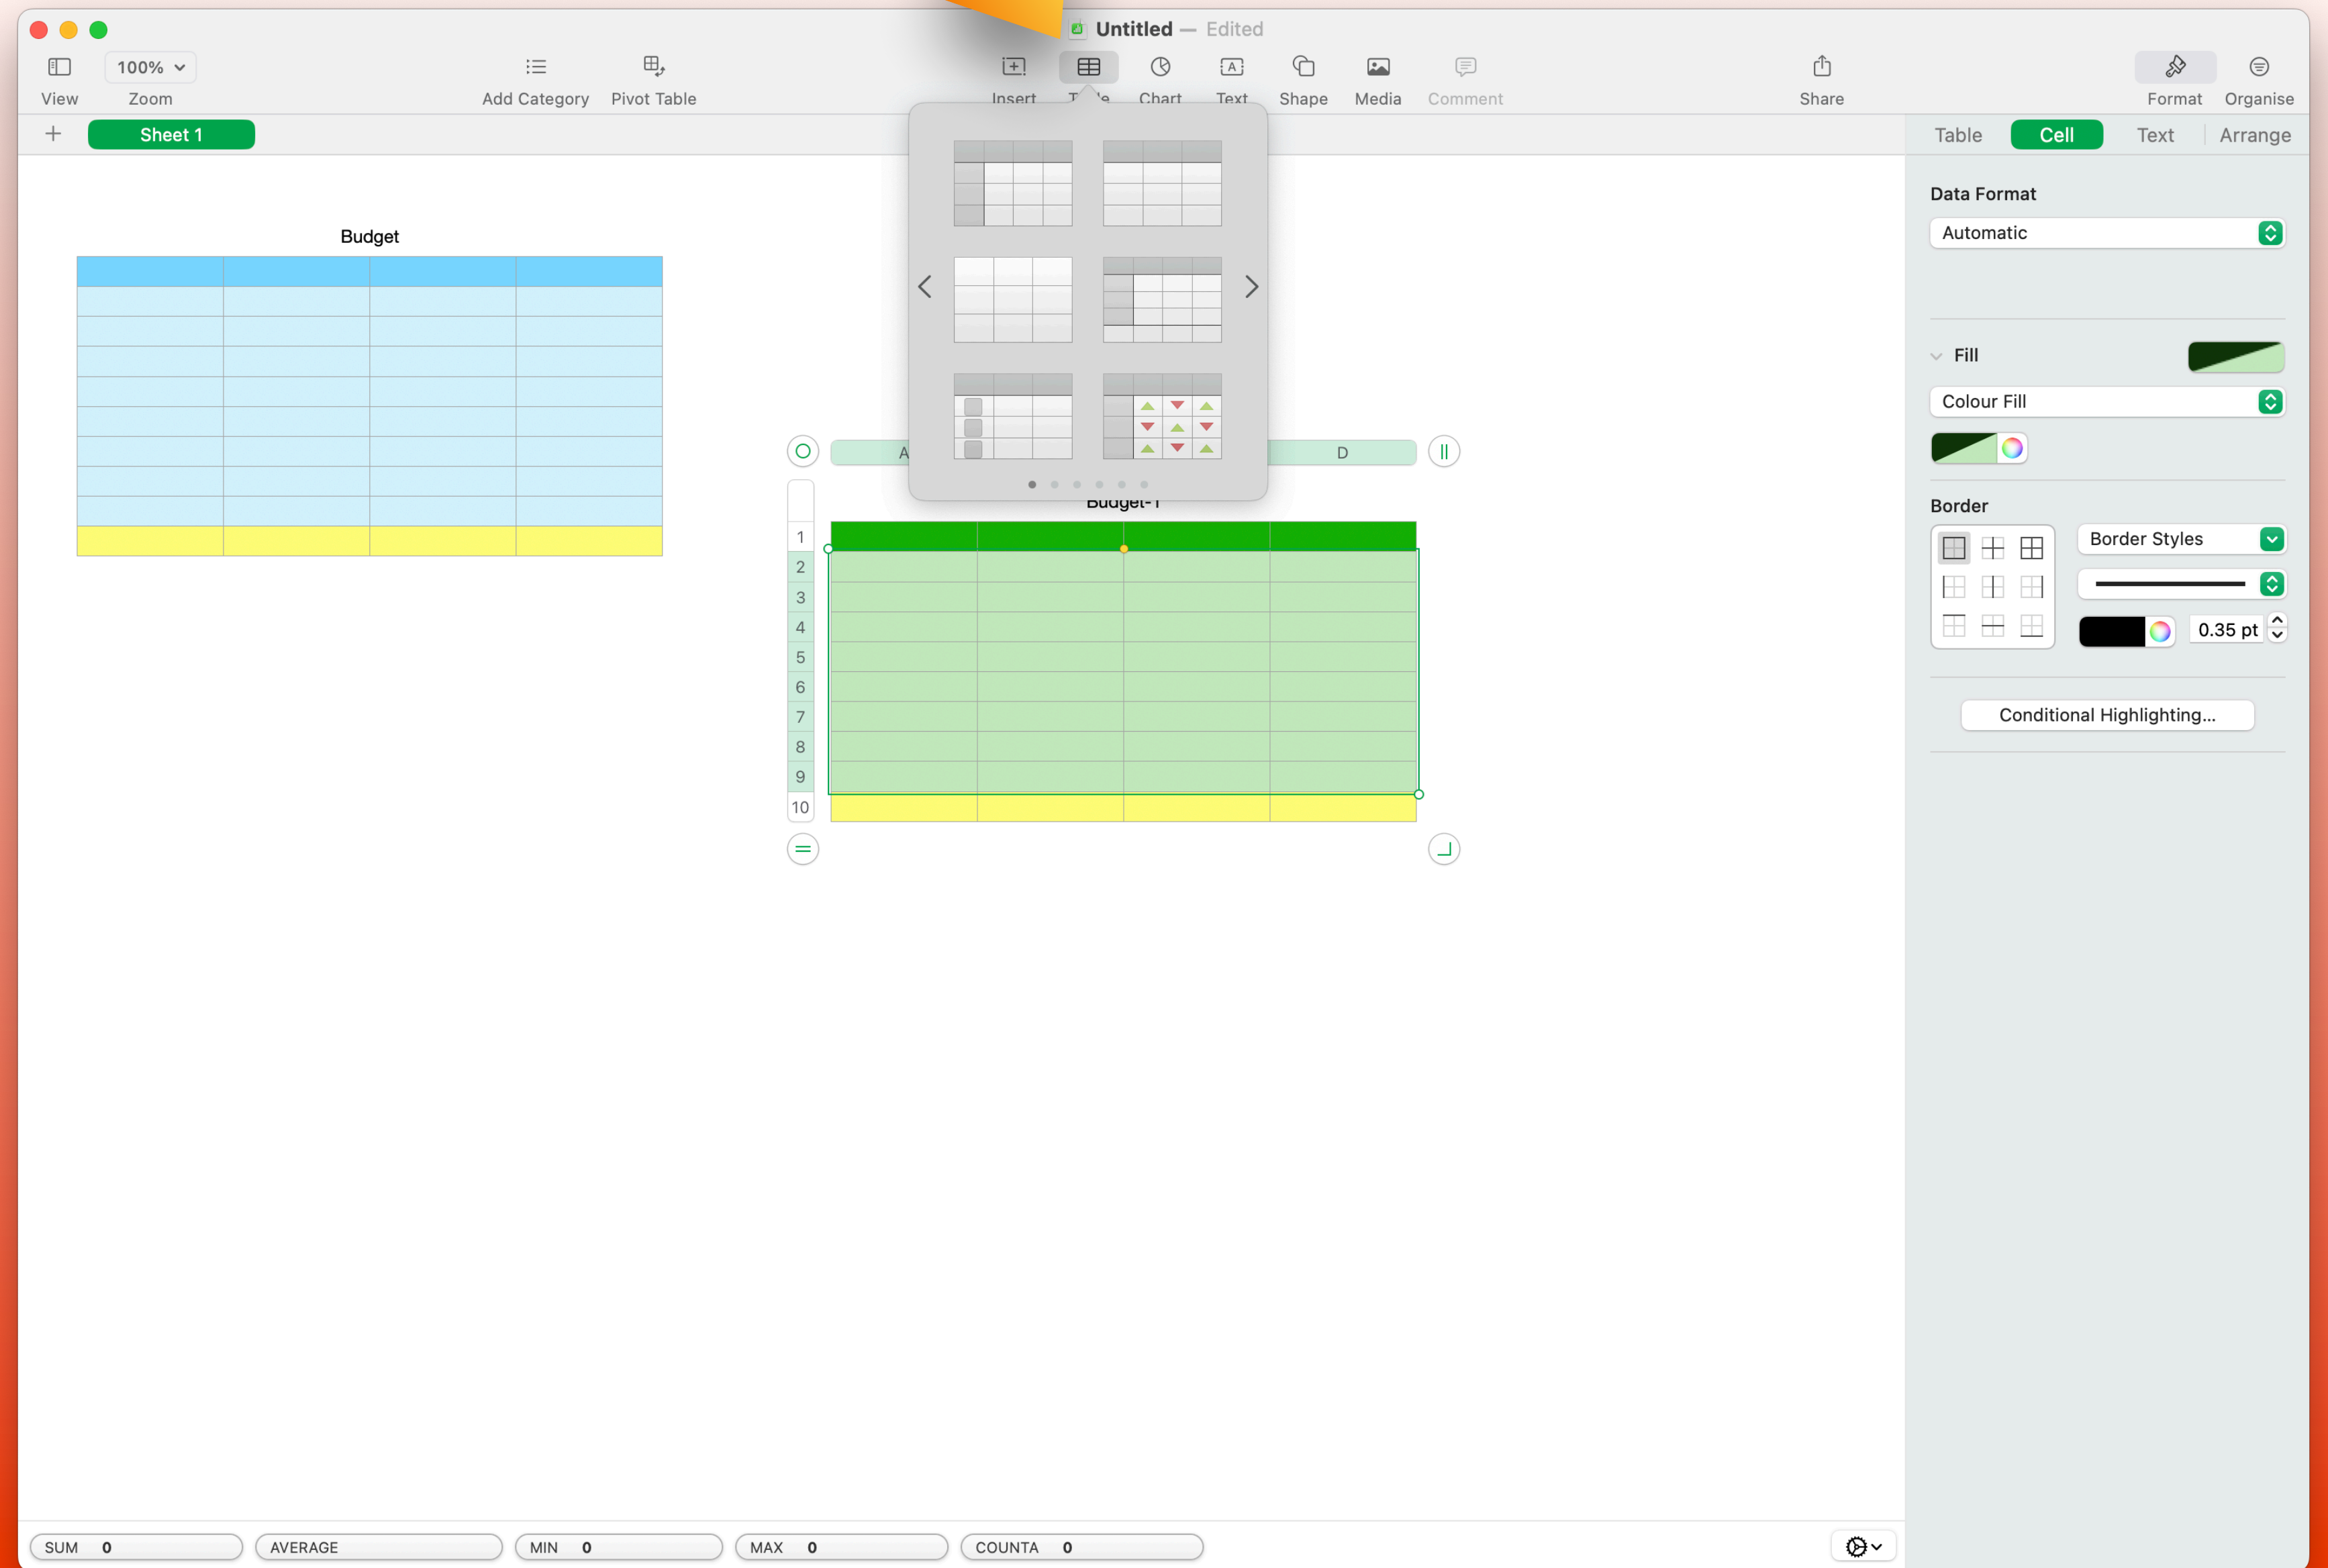 Untitled — Edited
100%
View Zoom Add Category Pivot Table Insert Chart Text Shape Media Comment Share Format Organise
Sheet 1
Table Cell Text Arrange
Data Format
Automatic
Budget
Fill
Colour Fill
A D
Border
Budget-1
Border Styles
0.35 pt
Conditional Highlighting...
1
2
3
4
5
6
7
8
9
10
SUM 0 AVERAGE MIN 0 MAX 0 COUNTA 0